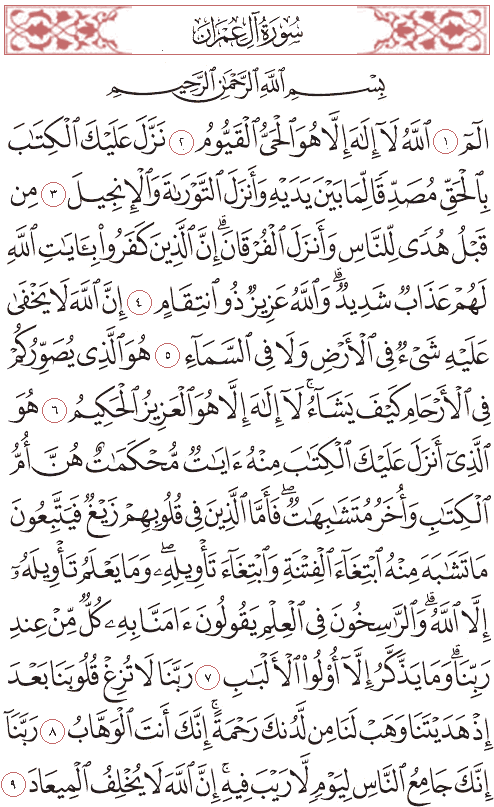 سُورَةُ آلِ عِمْرَان
بِسْمِ ٱللَّهِ ٱلرَّحْمَٰنِ ٱلرَّحِيمِ
الٓمٓ ١ ٱللَّهُ لَآ إِلَٰهَ إِلَّا هُوَ ٱلْحَىُّ ٱلْقَيُّومُ ٢ نَزَّلَ عَلَيْكَ ٱلْكِتَٰبَ
بِٱلْحَقِّ مُصَدِّقًا لِّمَا بَيْنَ يَدَيْهِ وَأَنزَلَ ٱلتَّوْرَىٰةَ وَٱلْإِنجِيلَ ٣ مِن
قَبْلُ هُدًى لِّلنَّاسِ وَأَنزَلَ ٱلْفُرْقَانَ ۗ إِنَّ ٱلَّذِينَ كَفَرُوا۟ بِـَٔايَٰتِ ٱللَّهِ
لَهُمْ عَذَابٌ شَدِيدٌ ۗ وَٱللَّهُ عَزِيزٌ ذُو ٱنتِقَامٍ ٤ إِنَّ ٱللَّهَ لَا يَخْفَىٰ
عَلَيْهِ شَىْءٌ فِى ٱلْأَرْضِ وَلَا فِى ٱلسَّمَآءِ ٥ هُوَ ٱلَّذِى يُصَوِّرُكُمْ
فِى ٱلْأَرْحَامِ كَيْفَ يَشَآءُ ۚ لَآ إِلَٰهَ إِلَّا هُوَ ٱلْعَزِيزُ ٱلْحَكِيمُ ٦ هُوَ
ٱلَّذِىٓ أَنزَلَ عَلَيْكَ ٱلْكِتَٰبَ مِنْهُ ءَايَٰتٌ مُّحْكَمَٰتٌ هُنَّ أُمُّ
ٱلْكِتَٰبِ وَأُخَرُ مُتَشَٰبِهَٰتٌ ۖ فَأَمَّا ٱلَّذِينَ فِى قُلُوبِهِمْ زَيْغٌ فَيَتَّبِعُونَ
مَا تَشَٰبَهَ مِنْهُ ٱبْتِغَآءَ ٱلْفِتْنَةِ وَٱبْتِغَآءَ تَأْوِيلِهِۦ ۗ وَمَا يَعْلَمُ تَأْوِيلَهُۥٓ
إِلَّا ٱللَّهُ ۗ وَٱلرَّٰسِخُونَ فِى ٱلْعِلْمِ يَقُولُونَ ءَامَنَّا بِهِۦ كُلٌّ مِّنْ عِندِ
رَبِّنَا ۗ وَمَا يَذَّكَّرُ إِلَّآ أُو۟لُوا۟ ٱلْأَلْبَٰبِ ٧ رَبَّنَا لَا تُزِغْ قُلُوبَنَا بَعْدَ
إِذْ هَدَيْتَنَا وَهَبْ لَنَا مِن لَّدُنكَ رَحْمَةً ۚ إِنَّكَ أَنتَ ٱلْوَهَّابُ ٨ رَبَّنَآ
إِنَّكَ جَامِعُ ٱلنَّاسِ لِيَوْمٍ لَّا رَيْبَ فِيهِ ۚ إِنَّ ٱللَّهَ لَا يُخْلِفُ ٱلْمِيعَادَ ٩